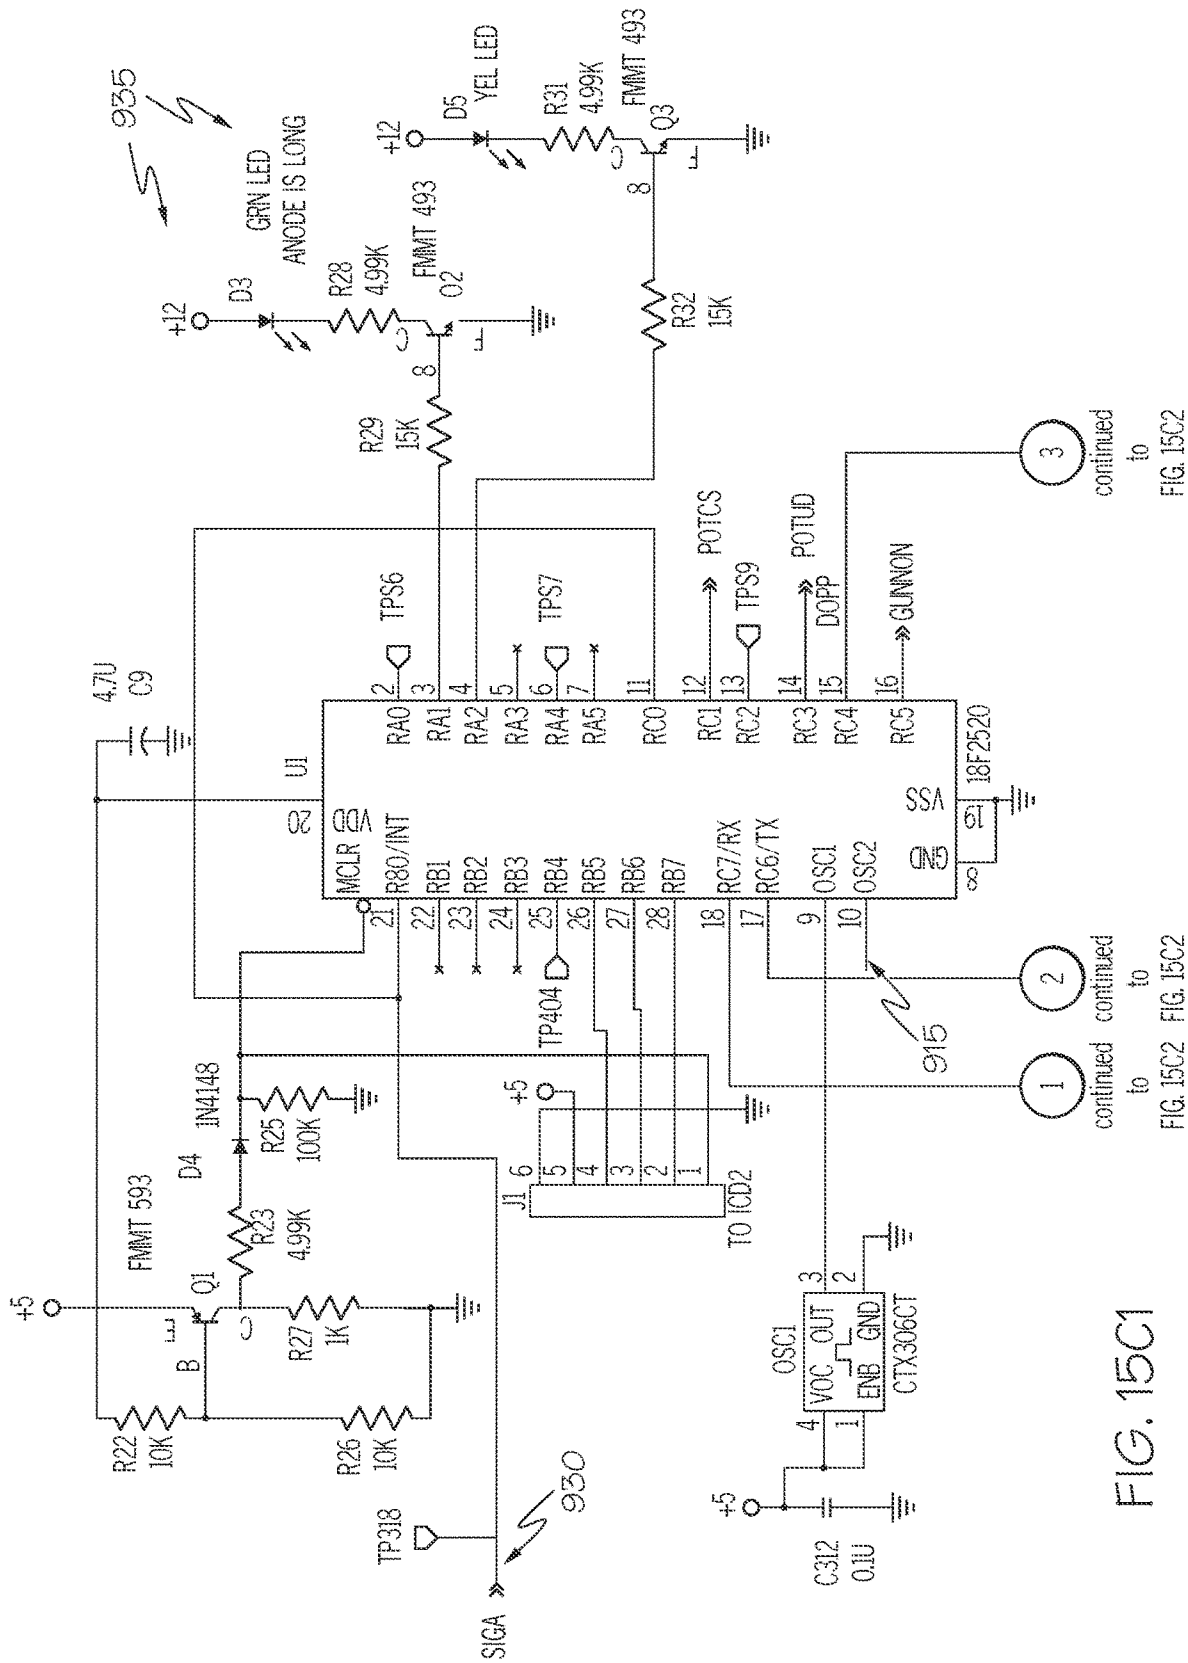 935
+12
D5
YEL LED
R31
4.99K
FMMT 493
Q3
C
F
8
GRN LED
ANODE IS LONG
+12
D3
R28
4.99K
FMMT 493
O2
C
F
8
R29
15K
R32
15K
4.7U
C9
U1
20
VDD
MCLR
21
R80/INT
22
RB1
23
RB2
24
RB3
25
RB4
26
RB5
27
RB6
28
RB7
18
RC7/RX
17
RC6/TX
9
OSC1
10
OSC2
RA0
2
TPS6
RA1
3
RA2
4
RA3
5
RA4
6
TPS7
RA5
7
RC0
11
RC1
12
POTCS
RC2
13
TPS9
RC3
14
POTUD
RC4
15
DOPP
RC5
16
GUNNON
18F2520
VSS
19
GND
8
3
continued
to
FIG. 15C2
2
continued
to
FIG. 15C2
1
continued
to
FIG. 15C2
915
TP404
+5
FMMT 593
Q1
E
B
C
D4
1N4148
R23
4.99K
R25
100K
R27
1K
R22
10K
R26
10K
+5
J1
6
5
4
3
2
1
TO ICD2
TP318
SIGA
930
OSC1
VOC
OUT
ENB
GND
3
2
4
1
CTX306CT
+5
C312
0.1U
FIG. 15C1